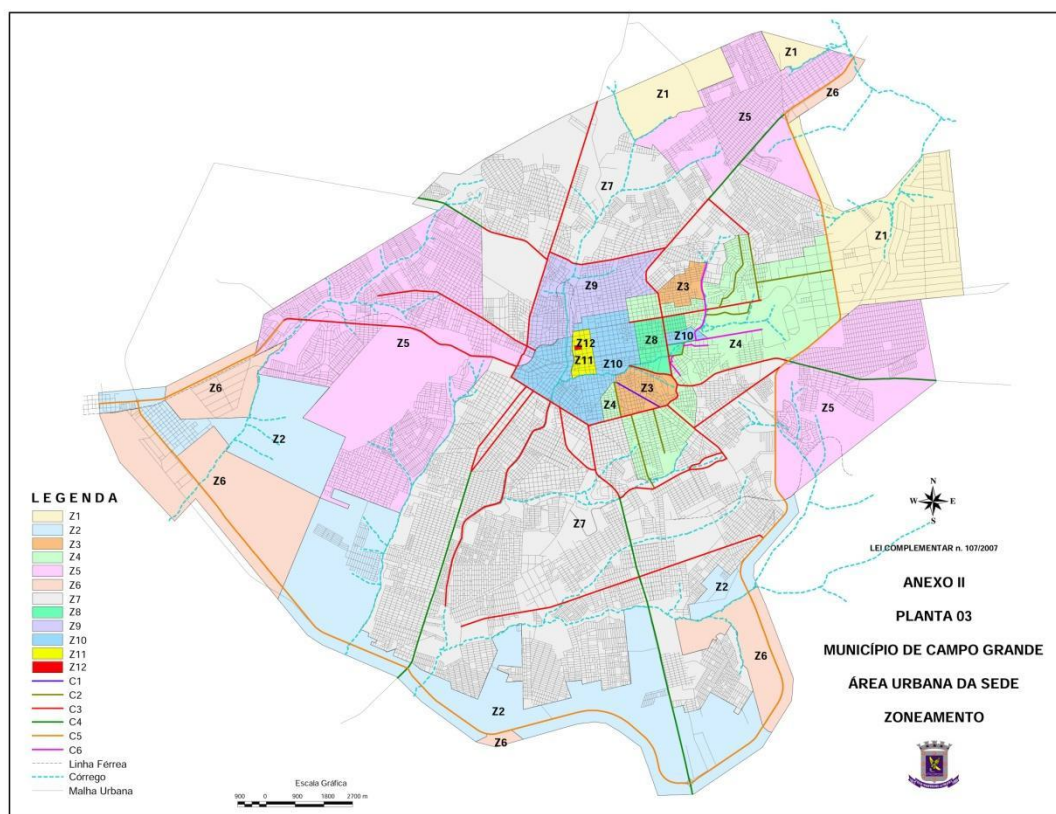 Z1
Z1
Z6
Z5
Z7
Z1
Z3
Z9
Z12
Z11
Z10
Z8
Z10
Z4
Z5
Z3
Z4
Z6
Z5
Z2
Z6
Z7
Z2
Z6
Z2
Z6
LEGENDA
Z1
Z2
Z3
Z4
Z5
Z6
Z7
Z8
Z9
Z10
Z11
Z12
C1
C2
C3
C4
C5
C6
Linha Férrea
Córrego
Malha Urbana
Escala Gráfica
900 0 900 1800 2700 m
N
W E
S
LEI COMPLEMENTAR n. 107/2007
ANEXO II
PLANTA 03
MUNICÍPIO DE CAMPO GRANDE
ÁREA URBANA DA SEDE
ZONEAMENTO